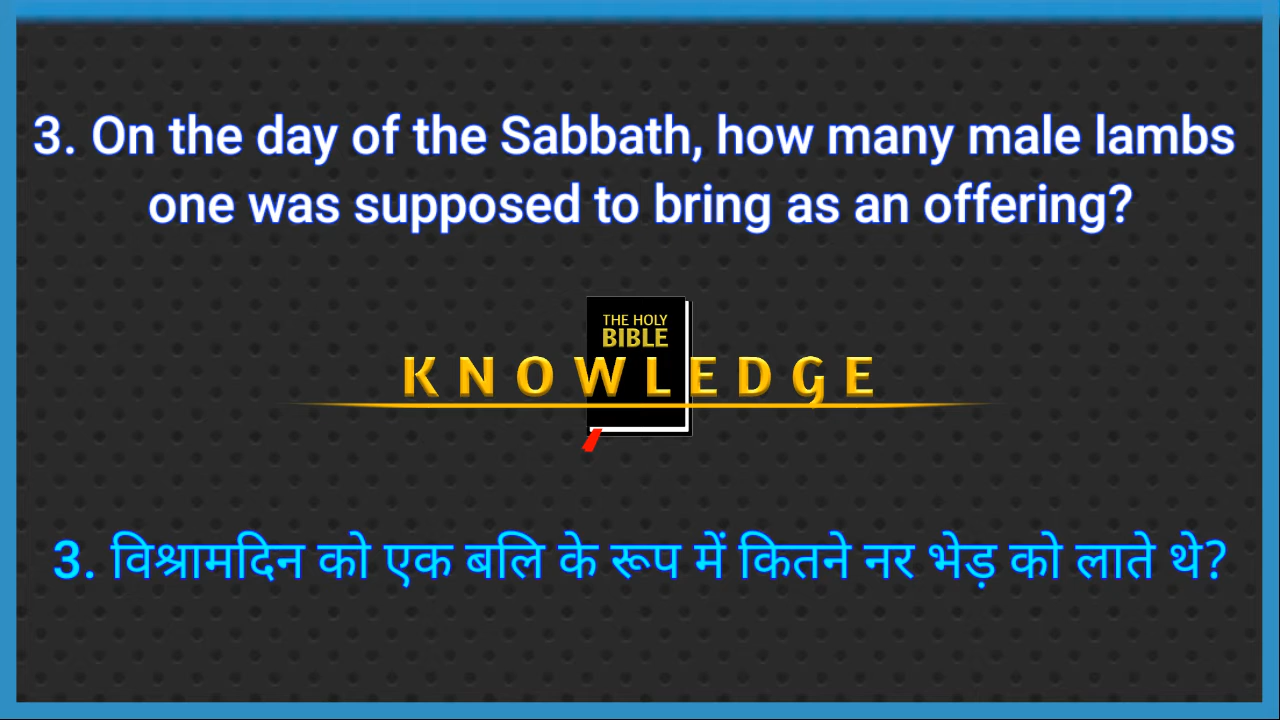 3. On the day of the Sabbath, how many male lambs
one was supposed to bring as an offering?
THE HOLY
BIBLE
KNOWLEDGE
3. विश्रामदिन को एक बलि के रूप में कितने नर भेड़ को लाते थे?